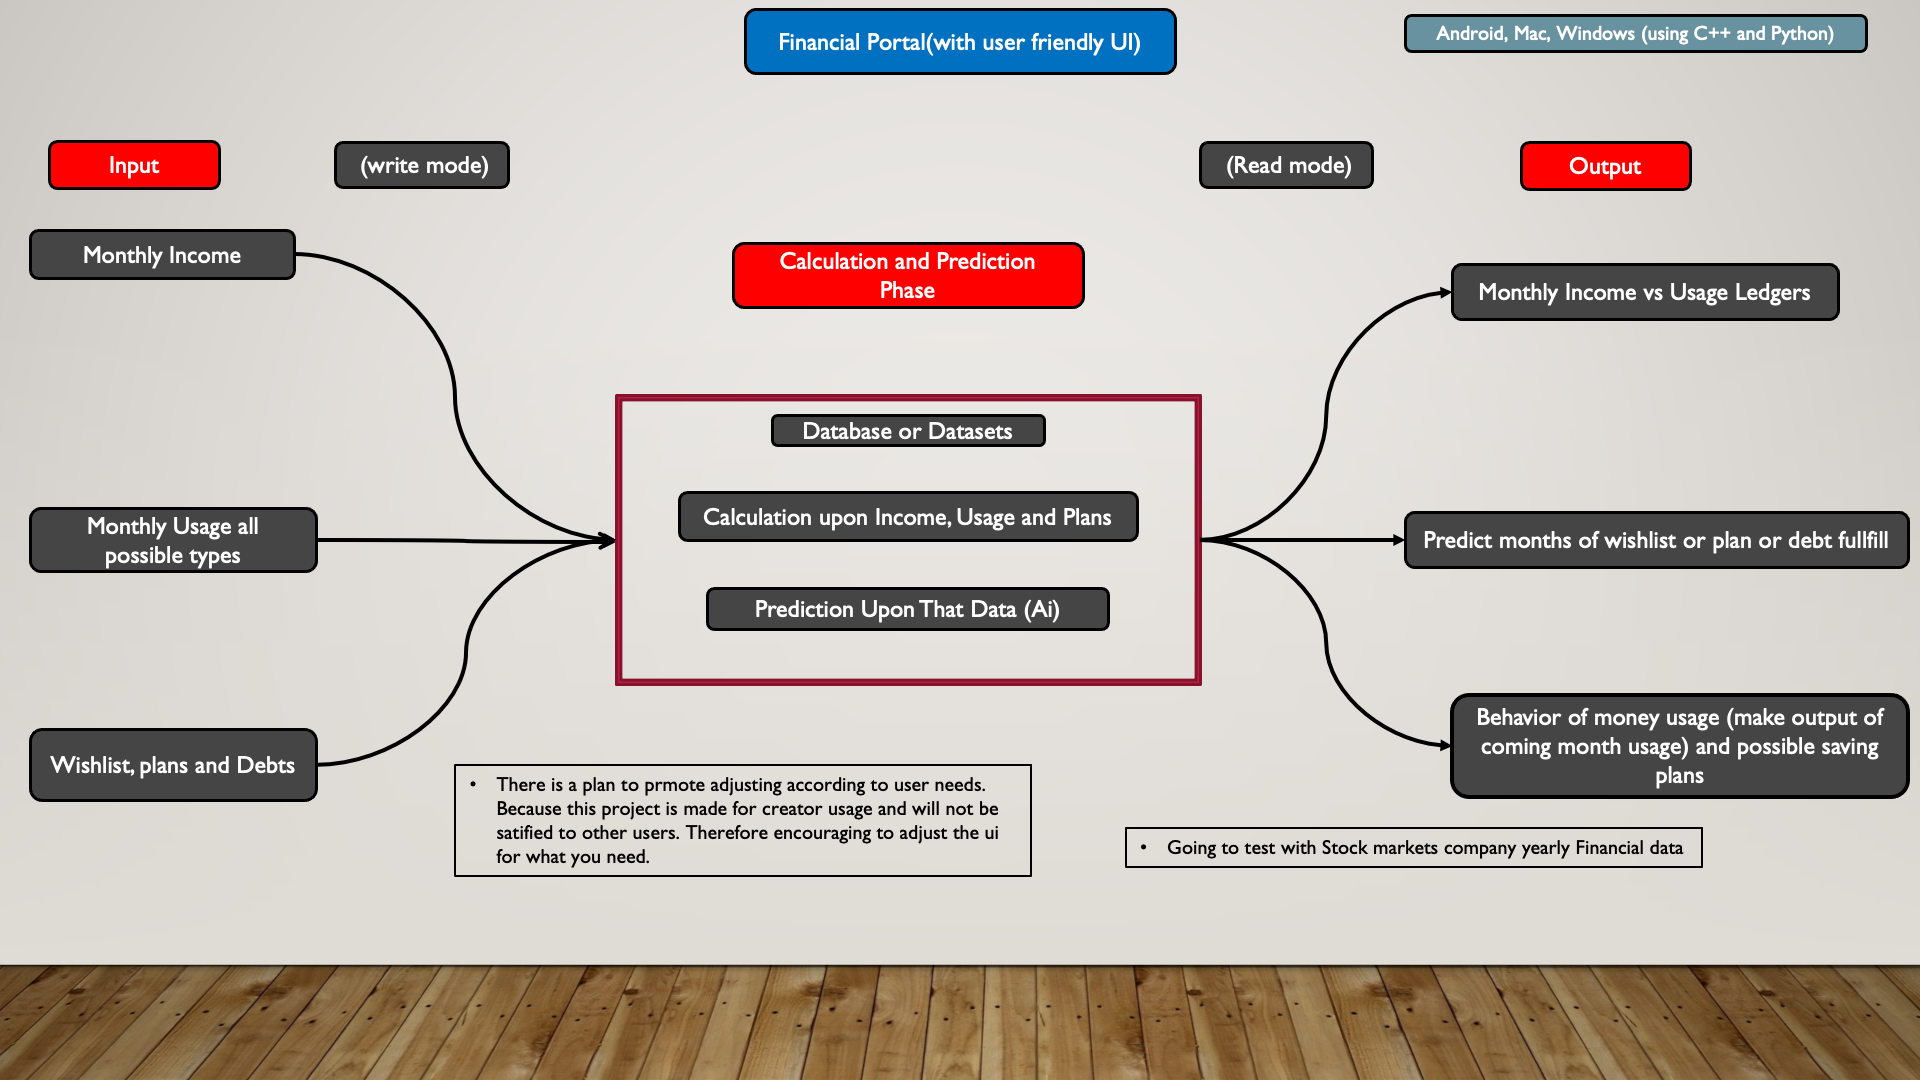 Financial Portal(with user friendly UI)
Android, Mac, Windows (using C++ and Python)
Input
(write mode)
(Read mode)
Output
Monthly Income
Monthly Usage all
possible types
Wishlist, plans and Debts
Calculation and Prediction
Phase
Database or Datasets
Calculation upon Income, Usage and Plans
Prediction Upon That Data (Ai)
Monthly Income vs Usage Ledgers
Predict months of wishlist or plan or debt fullfill
Behavior of money usage (make output of
coming month usage) and possible saving
plans
• There is a plan to prmote adjusting according to user needs.
Because this project is made for creator usage and will not be
satified to other users. Therefore encouraging to adjust the ui
for what you need.
• Going to test with Stock markets company yearly Financial data